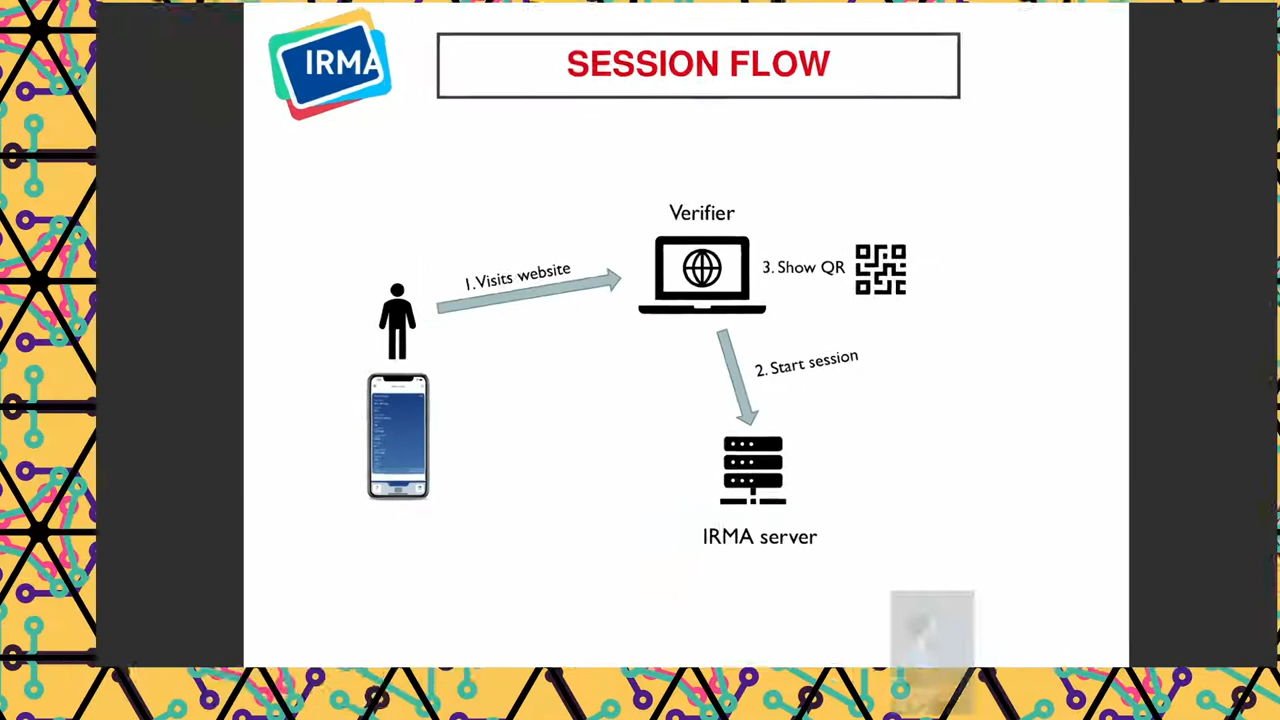 IRMA
SESSION FLOW
Verifier
1. Visits website
3. Show QR
2. Start session
IRMA server